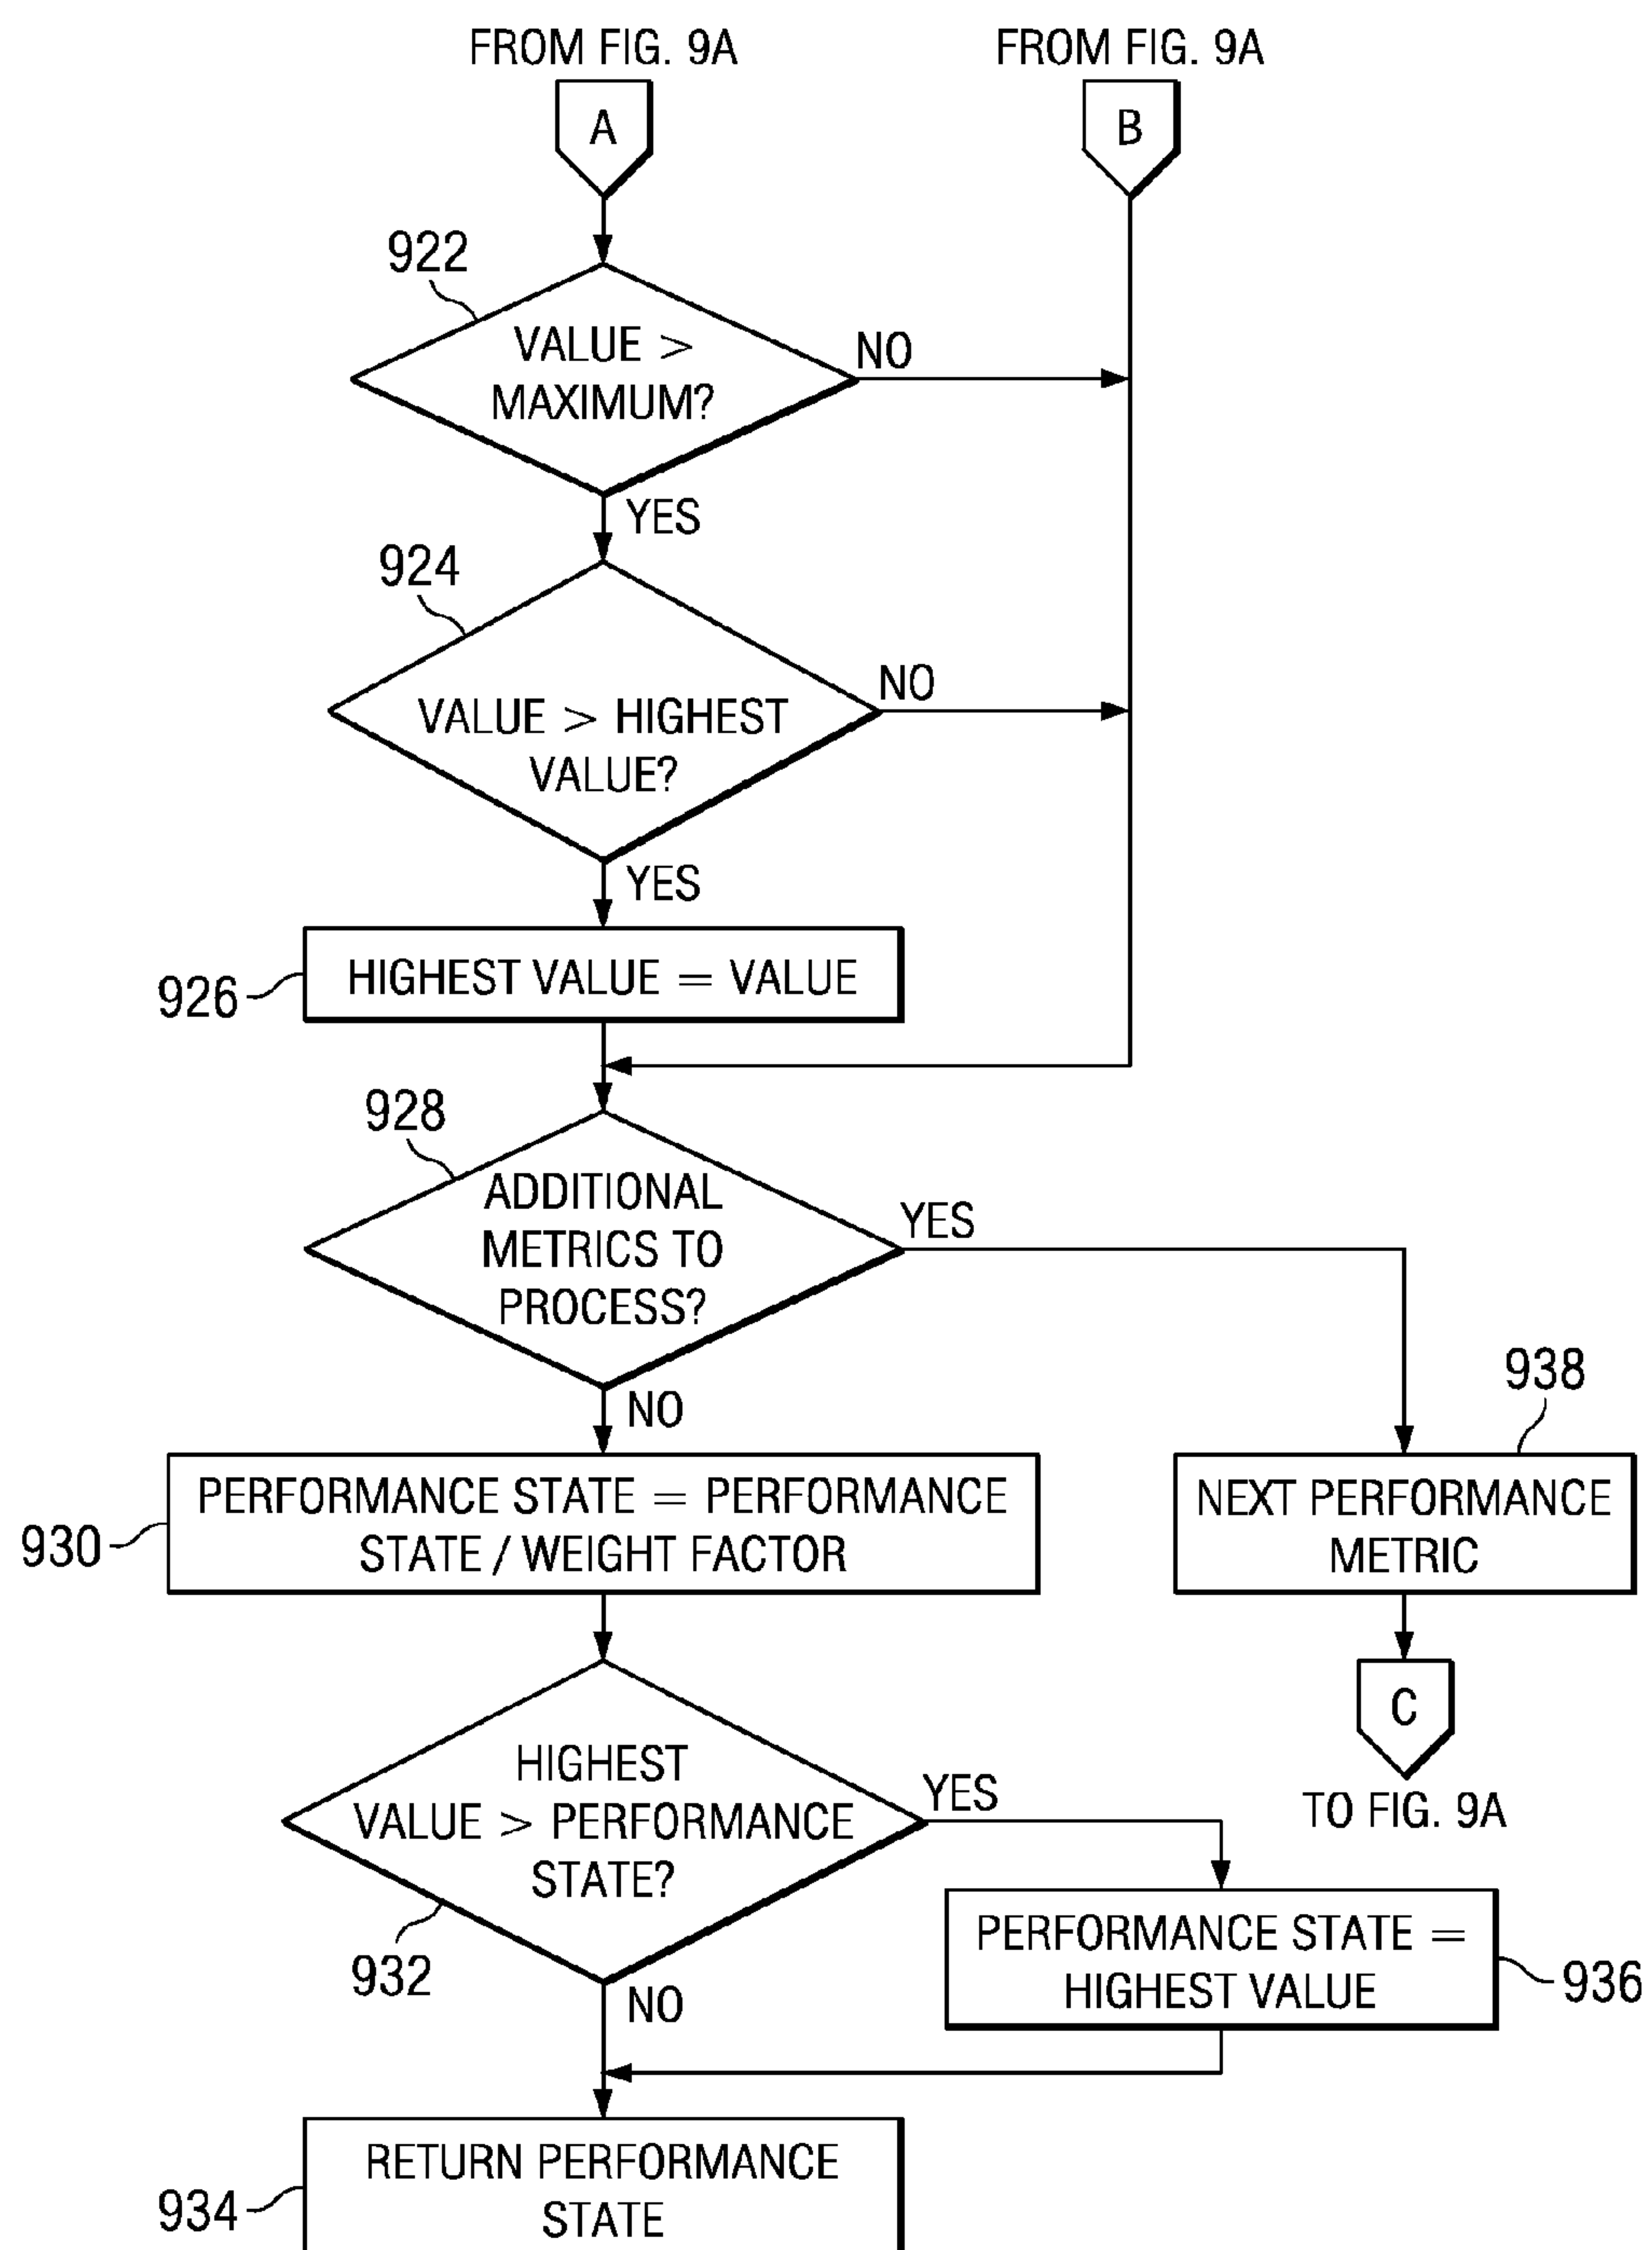 FROM FIG. 9A
FROM FIG. 9A
A
B
922
VALUE >
MAXIMUM?
NO
YES
924
VALUE > HIGHEST
VALUE?
NO
YES
926
HIGHEST VALUE = VALUE
928
ADDITIONAL
METRICS TO
PROCESS?
YES
NO
938
930
PERFORMANCE STATE = PERFORMANCE
STATE / WEIGHT FACTOR
NEXT PERFORMANCE
METRIC
C
TO FIG. 9A
HIGHEST
VALUE > PERFORMANCE
STATE?
YES
932
NO
PERFORMANCE STATE =
HIGHEST VALUE
936
RETURN PERFORMANCE
STATE
934